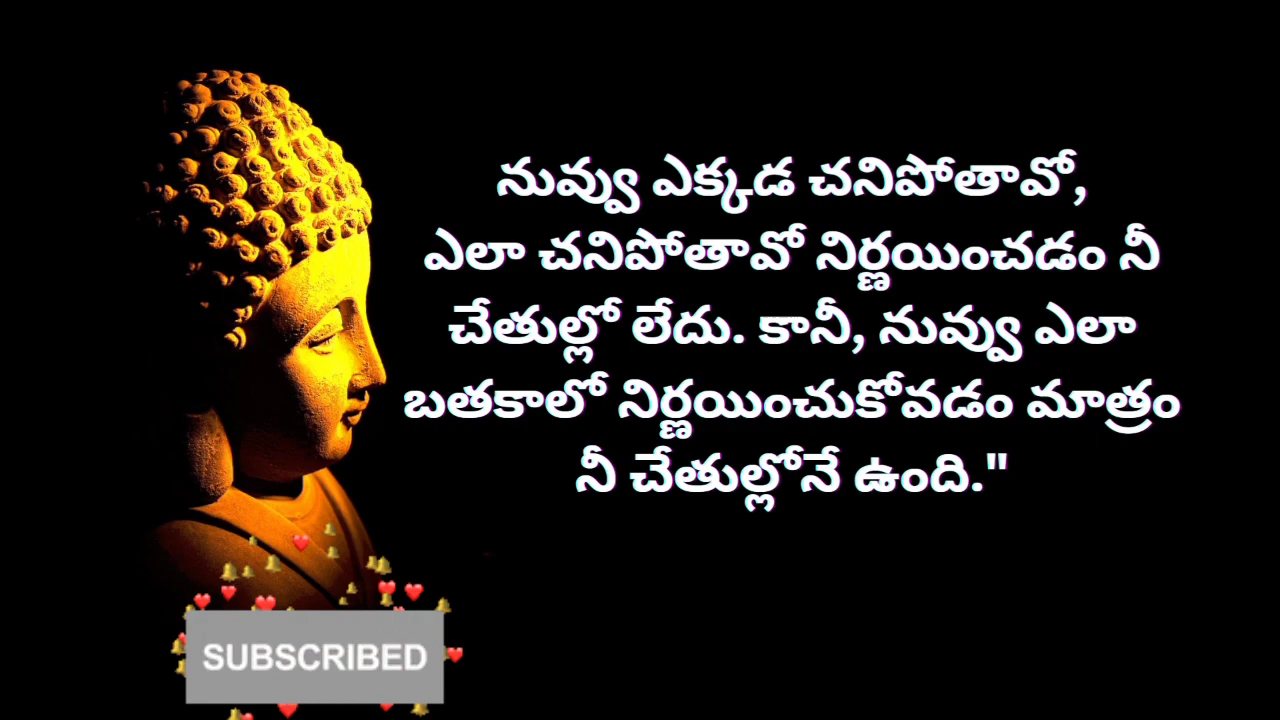 నువ్వు ఎక్కడ చనిపోతావో,
ఎలా చనిపోతావో నిర్ణయించడం నీ
చేతుల్లో లేదు. కానీ, నువ్వు ఎలా
బతకాలో నిర్ణయించుకోవడం మాత్రం
నీ చేతుల్లోనే ఉంది."
SUBSCRIBED